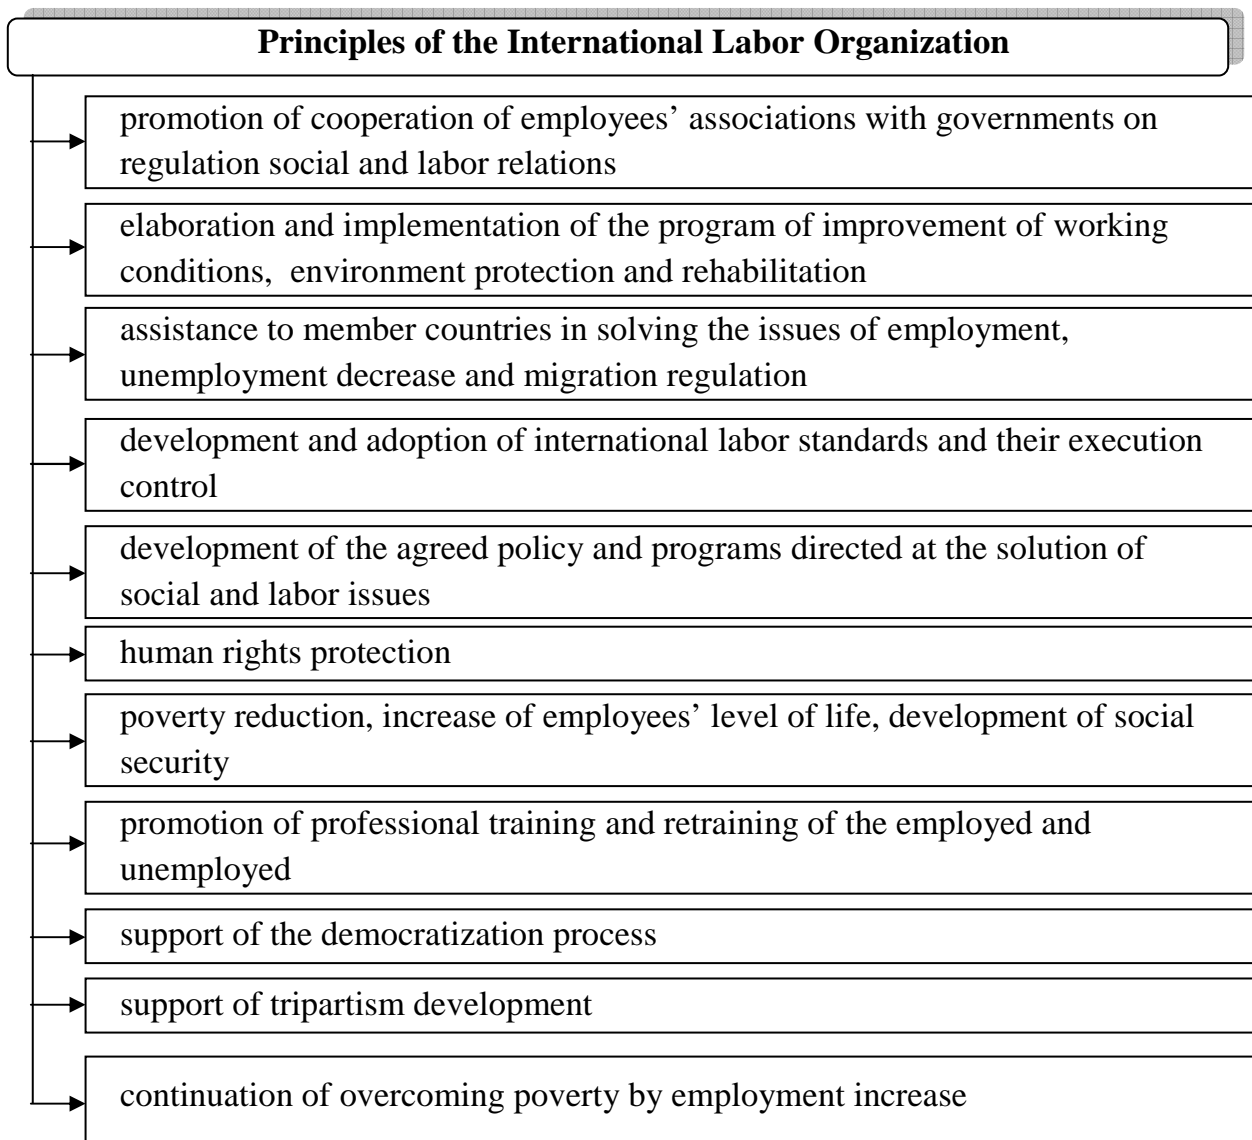 Principles of the International Labor Organization
promotion of cooperation of employees’ associations with governments on
regulation social and labor relations
elaboration and implementation of the program of improvement of working
conditions,  environment protection and rehabilitation
assistance to member countries in solving the issues of employment,
unemployment decrease and migration regulation
development and adoption of international labor standards and their execution
control
development of the agreed policy and programs directed at the solution of
social and labor issues
human rights protection
poverty reduction, increase of employees’ level of life, development of social
security
promotion of professional training and retraining of the employed and
unemployed
support of the democratization process
support of tripartism development
continuation of overcoming poverty by employment increase